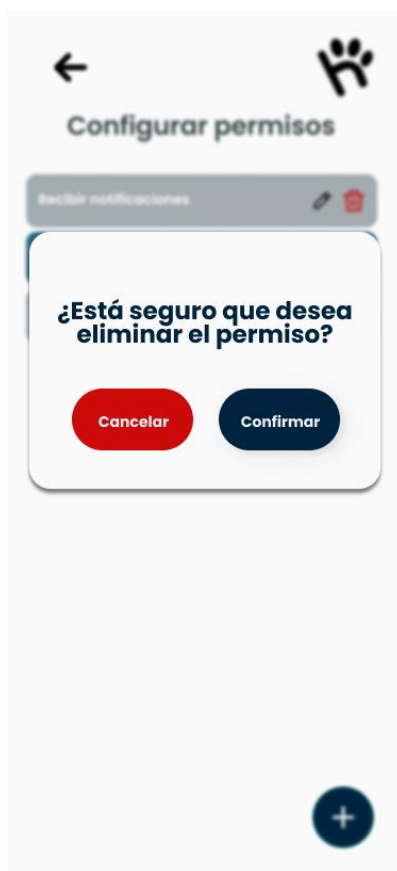 Configurar permisos
Recibir notificaciones
¿Está seguro que desea
eliminar el permiso?
Cancelar
Confirmar